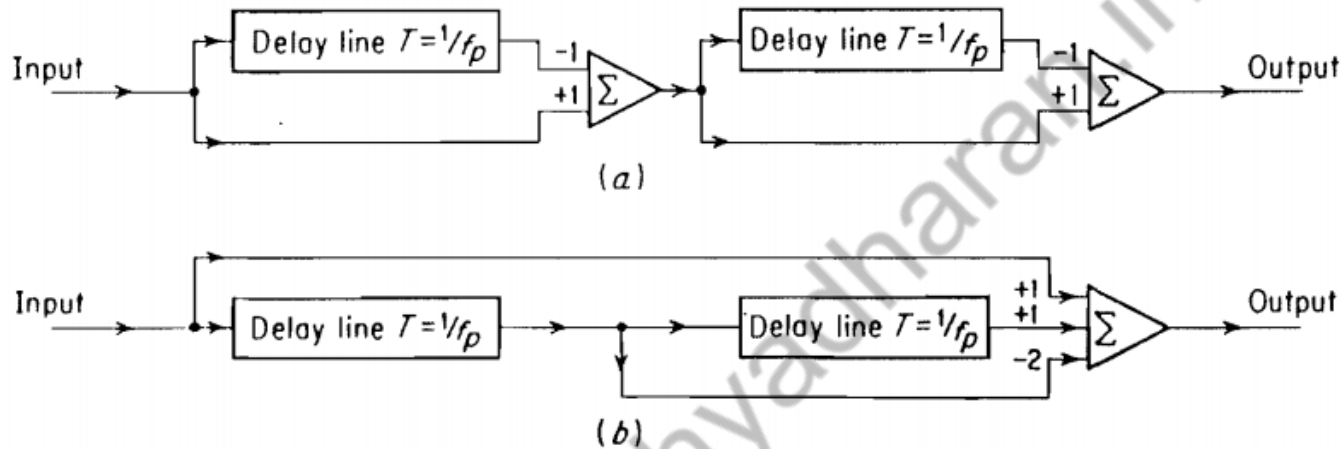 Delay line T=1/fp
Delay line T=1/fp
Input
-1
+1
Σ
-1
+1
Σ
Output
(a)
Input
Delay line T=1/fp
Delay line T=1/fp
+1
+1
-2
Σ
Output
(b)